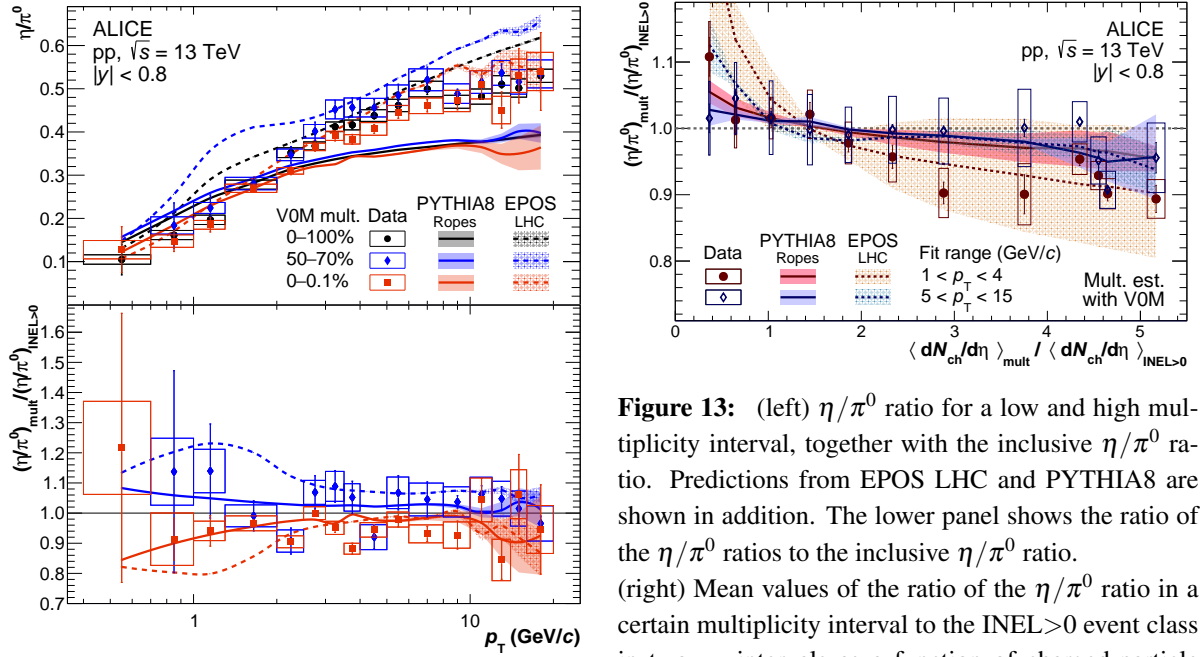 η/π⁰
ALICE
pp, √s = 13 TeV
|y| < 0.8
0.6
0.5
0.4
0.3
0.2
0.1
V0M mult. Data PYTHIA8 EPOS
Ropes LHC
0−100%
50−70%
0−0.1%
(η/π⁰)mult/(η/π⁰)INEL>0
1.6
1.5
1.4
1.3
1.2
1.1
1.0
0.9
0.8
0.7
1 10
pT (GeV/c)
(η/π⁰)mult/(η/π⁰)INEL>0
ALICE
pp, √s = 13 TeV
|y| < 0.8
1.1
1.0
0.9
0.8
Data PYTHIA8 EPOS Fit range (GeV/c)
Ropes LHC
1 < pT < 4
5 < pT < 15
Mult. est.
with V0M
0 1 2 3 4 5
⟨ dNch/dη ⟩mult / ⟨ dNch/dη ⟩INEL>0
Figure 13: (left) η/π⁰ ratio for a low and high mul-
tiplicity interval, together with the inclusive η/π⁰ ra-
tio. Predictions from EPOS LHC and PYTHIA8 are
shown in addition. The lower panel shows the ratio of
the η/π⁰ ratios to the inclusive η/π⁰ ratio.
(right) Mean values of the ratio of the η/π⁰ ratio in a
certain multiplicity interval to the INEL>0 event class